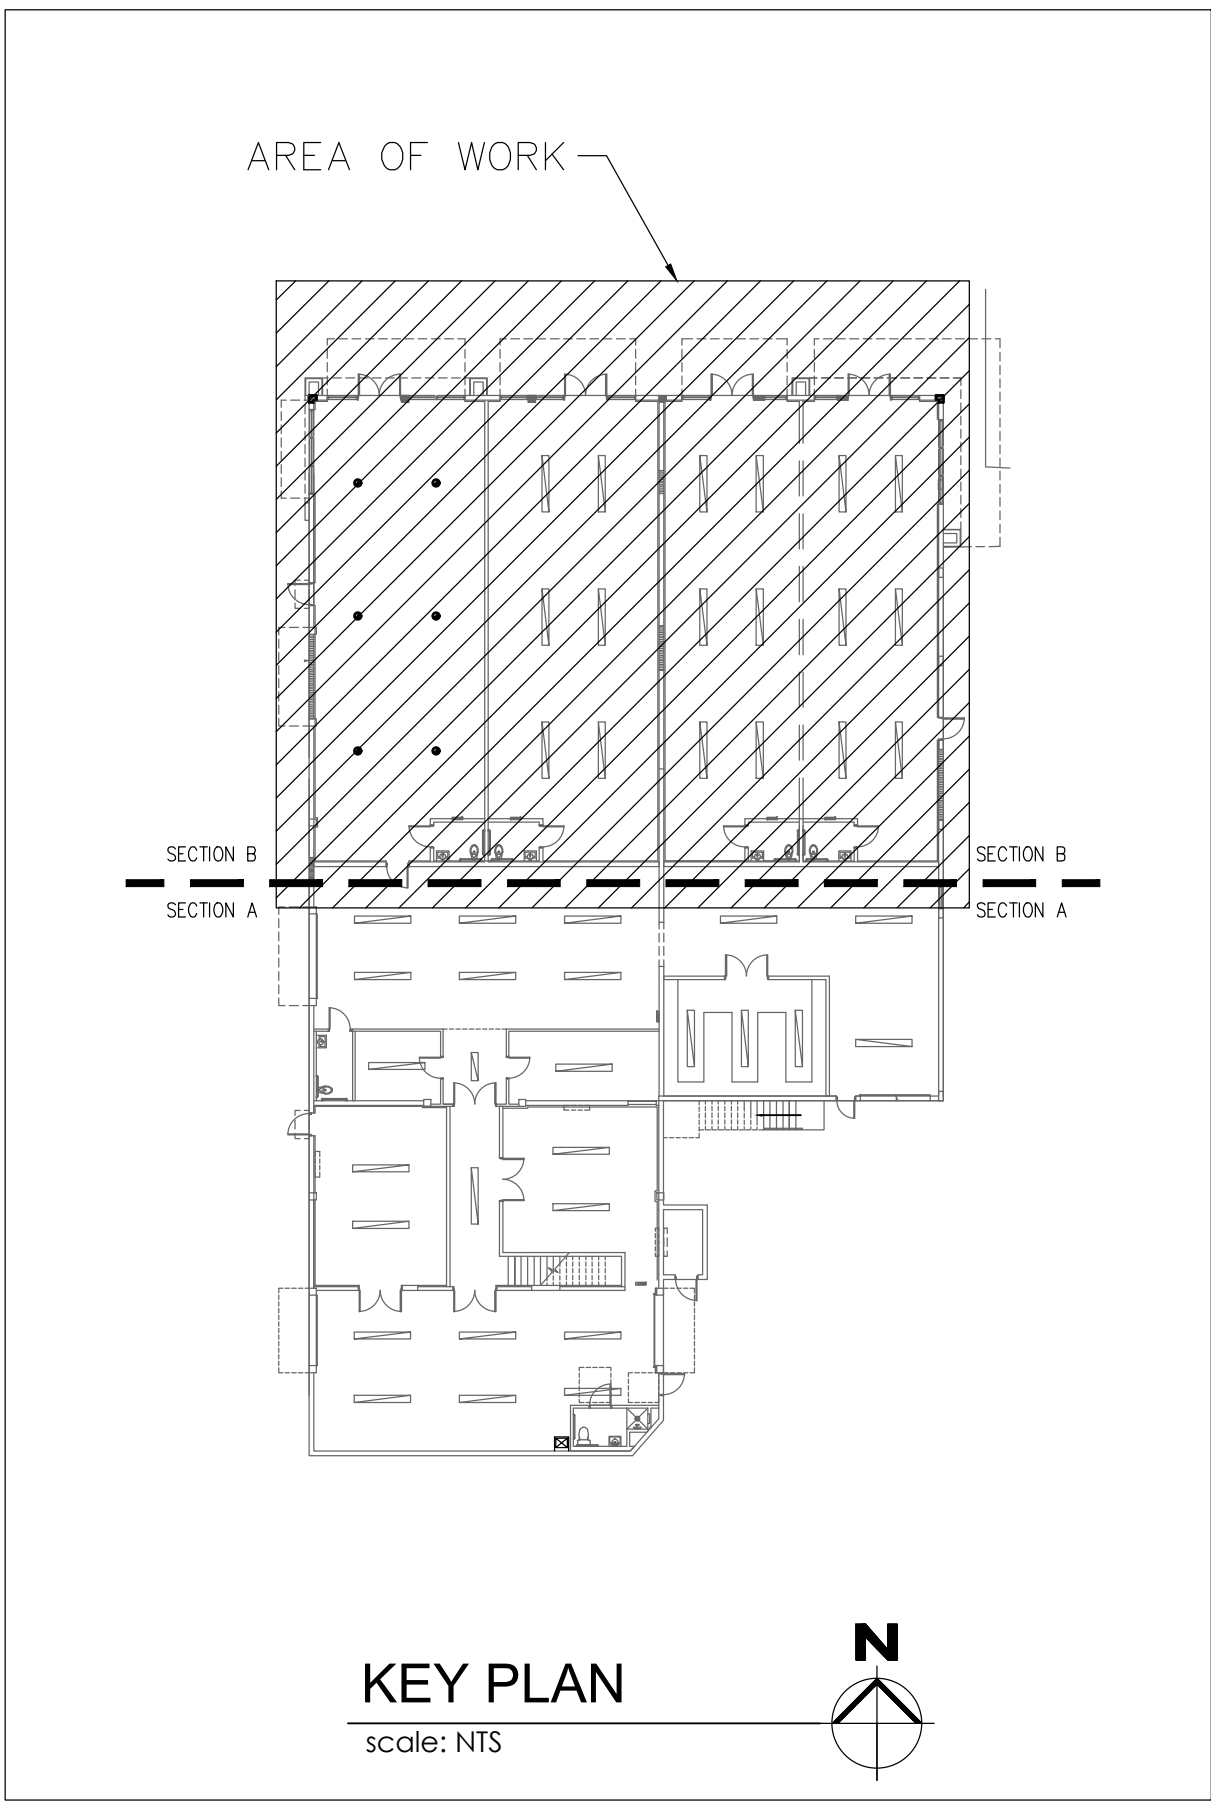 AREA OF WORK
SECTION B
SECTION B
SECTION A
SECTION A
N
KEY PLAN
scale: NTS